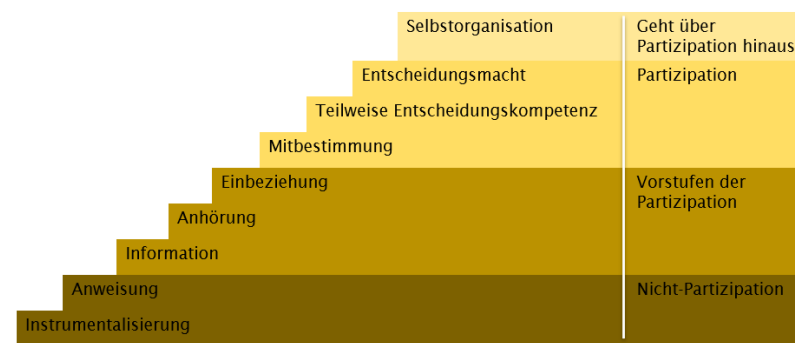 Selbstorganisation
Geht über
Partizipation hinaus
Entscheidungsmacht
Partizipation
Teilweise Entscheidungskompetenz
Mitbestimmung
Einbeziehung
Vorstufen der
Partizipation
Anhörung
Information
Anweisung
Nicht-Partizipation
Instrumentalisierung